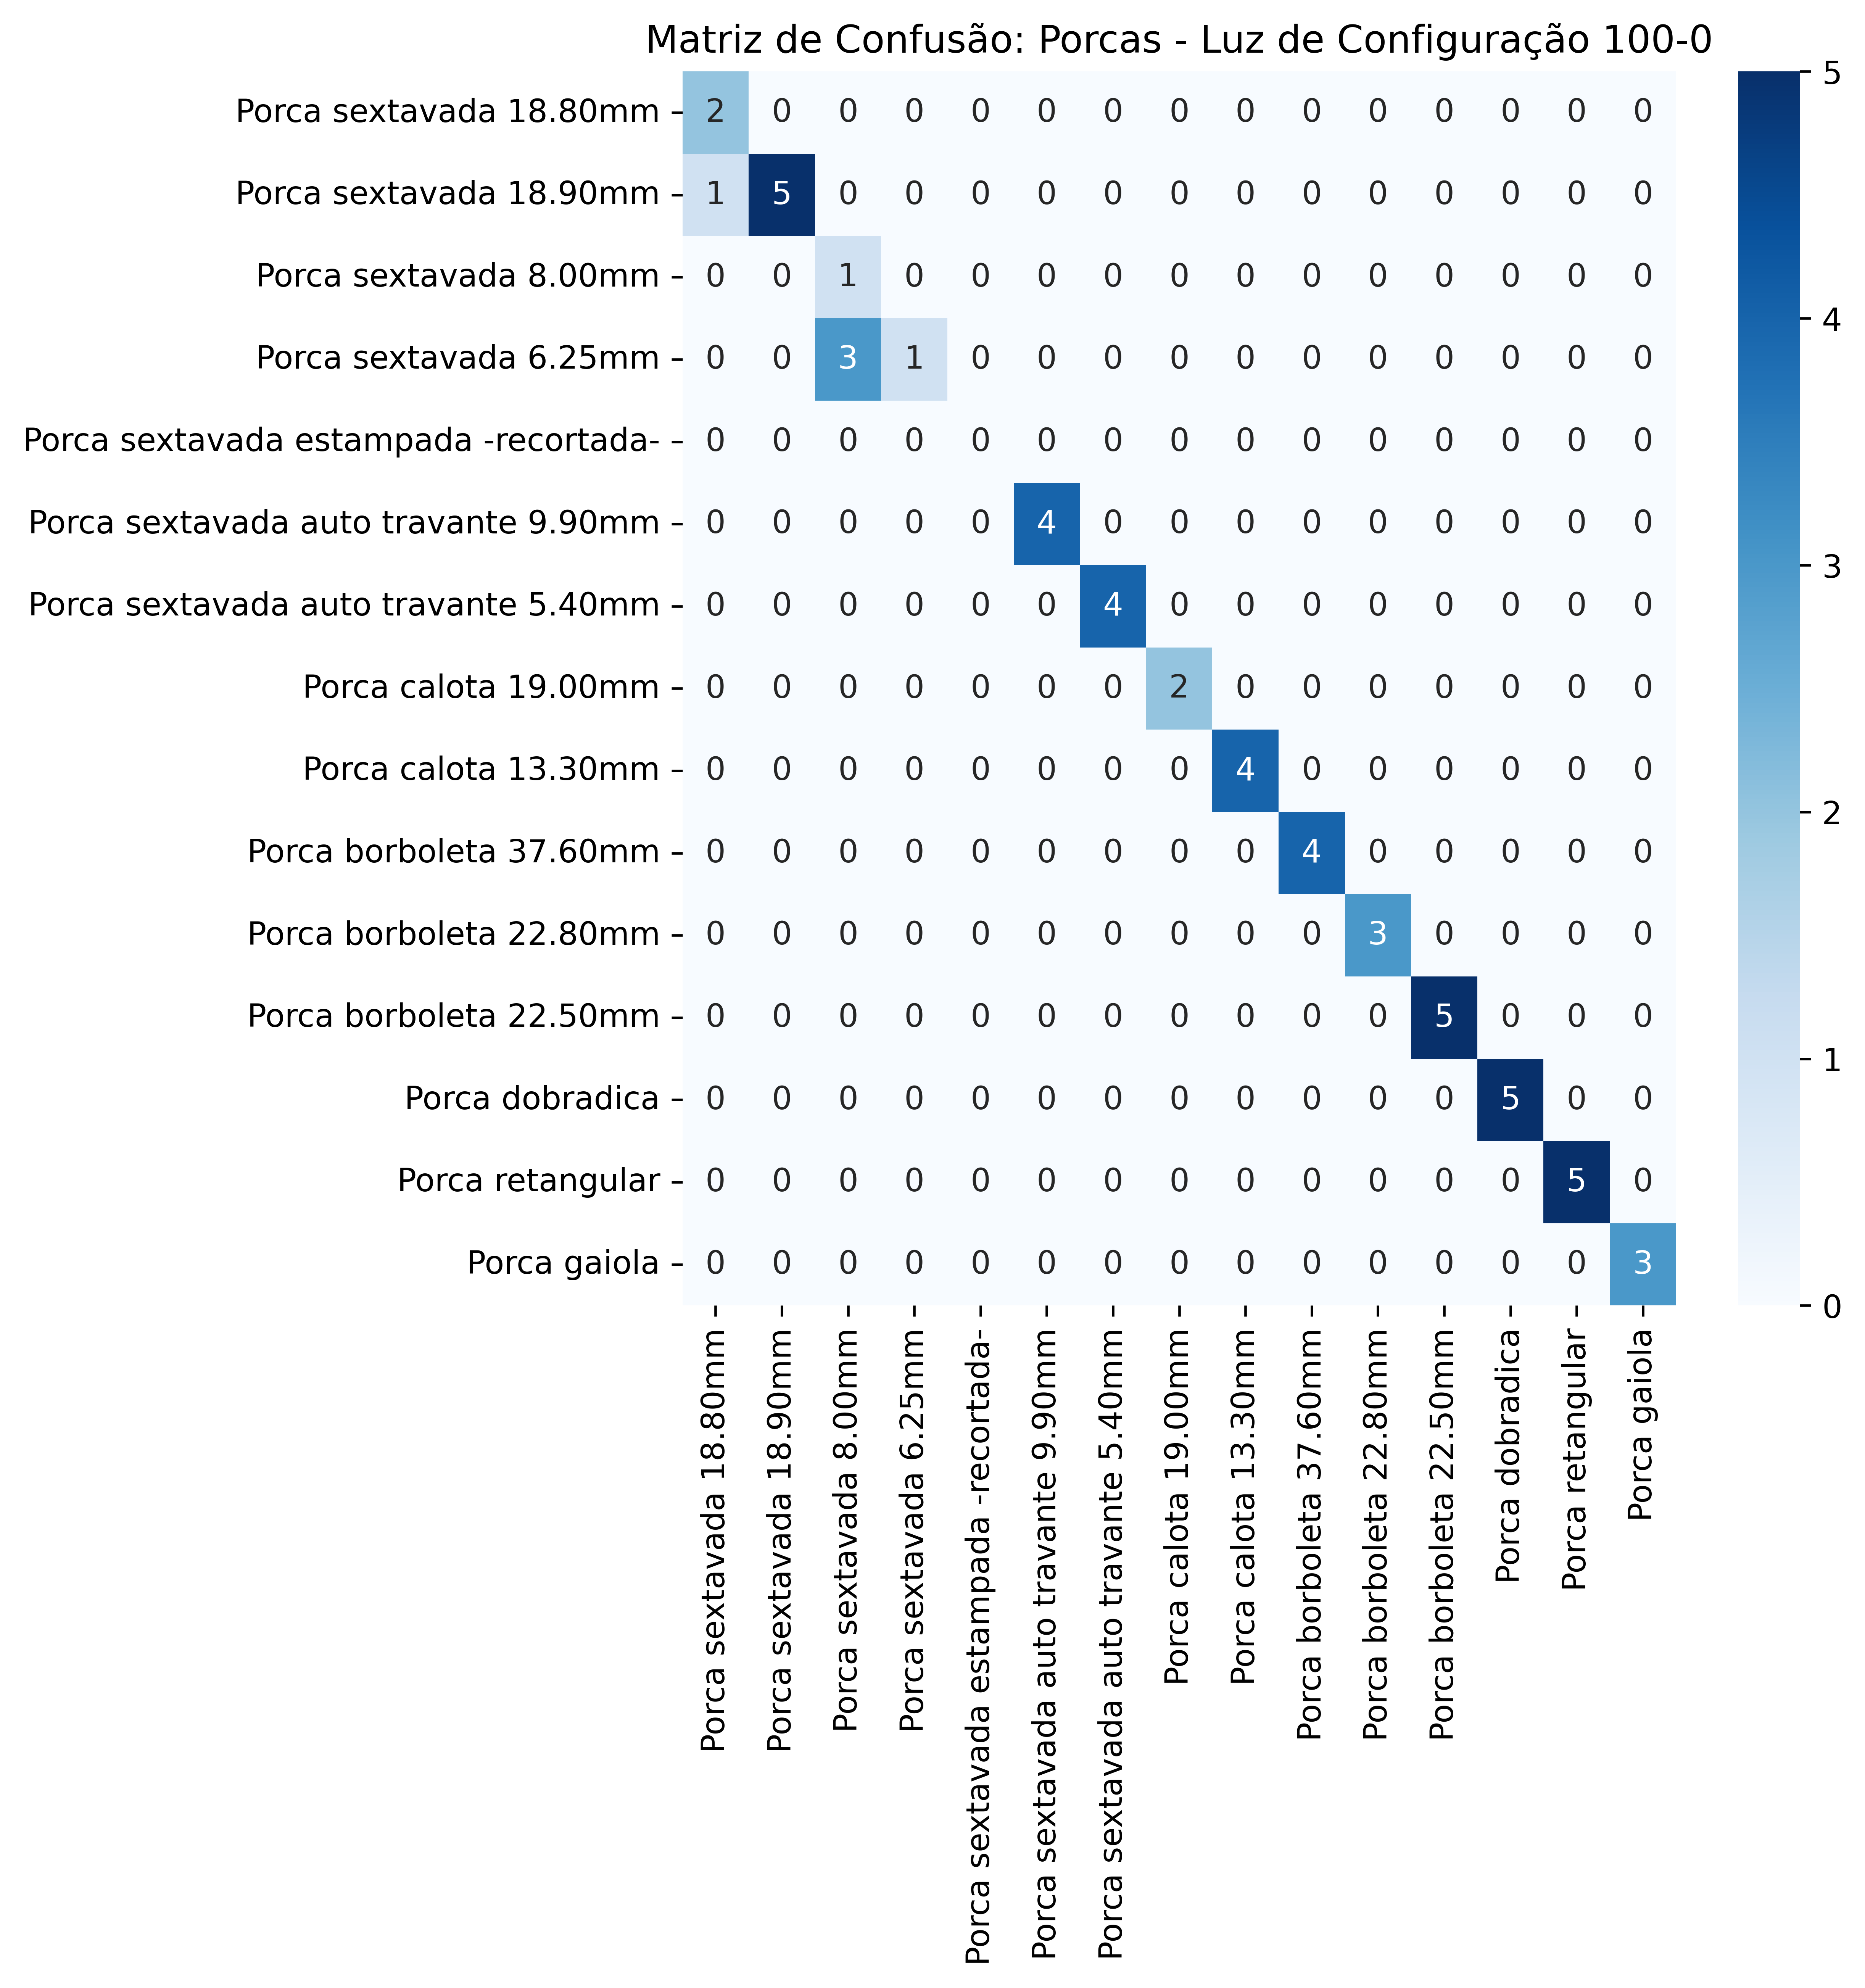 Matriz de Confusão: Porcas - Luz de Configuração 100-0
Porca sextavada 18.80mm 2 0 0 0 0 0 0 0 0 0 0 0 0 0 0
Porca sextavada 18.90mm 1 5 0 0 0 0 0 0 0 0 0 0 0 0 0
Porca sextavada 8.00mm 0 0 1 0 0 0 0 0 0 0 0 0 0 0 0
Porca sextavada 6.25mm 0 0 3 1 0 0 0 0 0 0 0 0 0 0 0
Porca sextavada estampada -recortada- 0 0 0 0 0 0 0 0 0 0 0 0 0 0 0
Porca sextavada auto travante 9.90mm 0 0 0 0 0 4 0 0 0 0 0 0 0 0 0
Porca sextavada auto travante 5.40mm 0 0 0 0 0 0 4 0 0 0 0 0 0 0 0
Porca calota 19.00mm 0 0 0 0 0 0 0 2 0 0 0 0 0 0 0
Porca calota 13.30mm 0 0 0 0 0 0 0 0 4 0 0 0 0 0 0
Porca borboleta 37.60mm 0 0 0 0 0 0 0 0 0 4 0 0 0 0 0
Porca borboleta 22.80mm 0 0 0 0 0 0 0 0 0 0 3 0 0 0 0
Porca borboleta 22.50mm 0 0 0 0 0 0 0 0 0 0 0 5 0 0 0
Porca dobradica 0 0 0 0 0 0 0 0 0 0 0 0 5 0 0
Porca retangular 0 0 0 0 0 0 0 0 0 0 0 0 0 5 0
Porca gaiola 0 0 0 0 0 0 0 0 0 0 0 0 0 0 3
Porca sextavada 18.80mm
Porca sextavada 18.90mm
Porca sextavada 8.00mm
Porca sextavada 6.25mm
Porca sextavada estampada -recortada-
Porca sextavada auto travante 9.90mm
Porca sextavada auto travante 5.40mm
Porca calota 19.00mm
Porca calota 13.30mm
Porca borboleta 37.60mm
Porca borboleta 22.80mm
Porca borboleta 22.50mm
Porca dobradica
Porca retangular
Porca gaiola
5
4
3
2
1
0